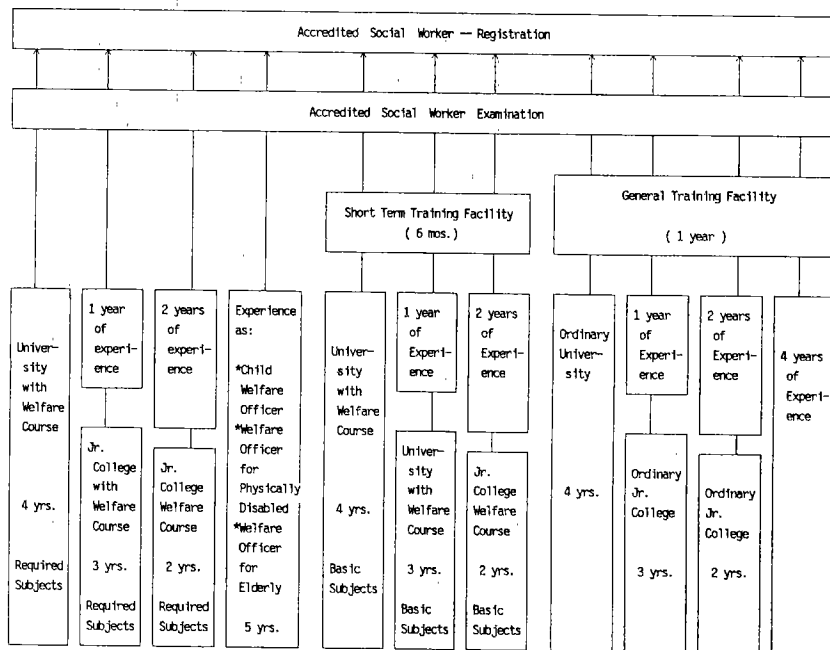 Accredited Social Worker — Registration
Accredited Social Worker Examination
Short Term Training Facility
( 6 mos.)
General Training Facility
( 1 year )
Univer-
sity
with
Welfare
Course
4 yrs.
Required
Subjects
1 year
of
experi-
ence
Jr.
College
with
Welfare
Course
3 yrs.
Required
Subjects
2 years
of
experi-
ence
Jr.
College
Welfare
Course
2 yrs.
Required
Subjects
Experience
as:
*Child
Welfare
Officer
*Welfare
Officer
for
Physically
Disabled
*Welfare
Officer
for
Elderly
5 yrs.
Univer-
sity
with
Welfare
Course
4 yrs.
Basic
Subjects
1 year
of
Experi-
ence
Univer-
sity
with
Welfare
Course
3 yrs.
Basic
Subjects
2 years
of
Experi-
ence
Jr.
College
Welfare
Course
2 yrs.
Basic
Subjects
Ordinary
Univer-
sity
4 yrs.
1 year
of
Experi-
ence
Ordinary
Jr.
College
3 yrs.
2 years
of
Experi-
ence
Ordinary
Jr.
College
2 yrs.
4 years
of
Experi-
ence